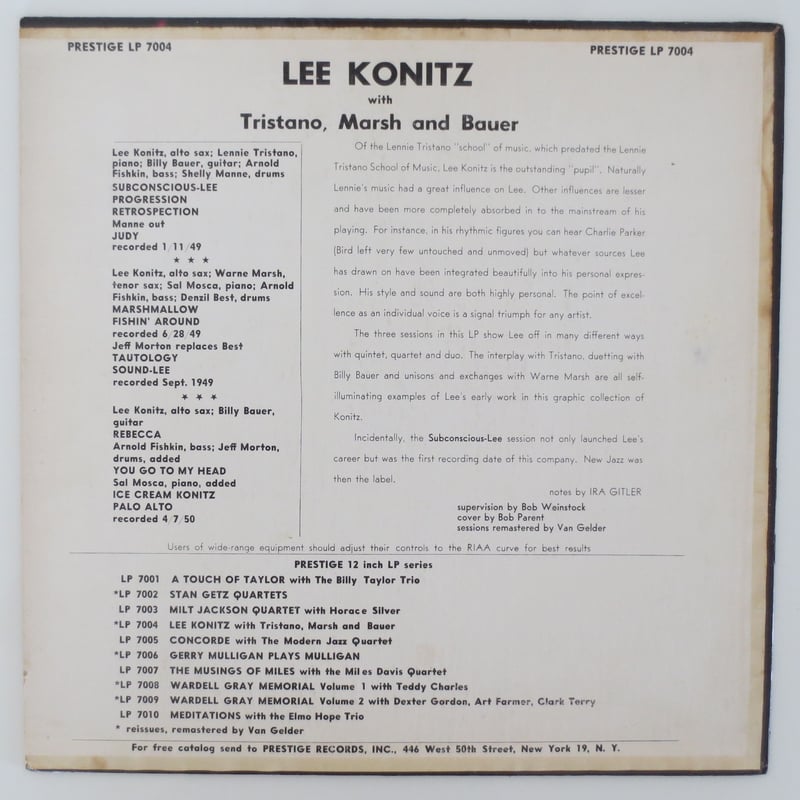 PRESTIGE LP 7004
PRESTIGE LP 7004
LEE KONITZ
with
Tristano, Marsh and Bauer
Lee Konitz, alto sax; Lennie Tristano,
piano; Billy Bauer, guitar; Arnold
Fishkin, bass; Shelly Manne, drums
SUBCONSCIOUS-LEE
PROGRESSION
RETROSPECTION
Manne out
JUDY
recorded 1/11/49
★ ★ ★
Lee Konitz, alto sax; Warne Marsh,
tenor sax; Sal Mosca, piano; Arnold
Fishkin, bass; Denzil Best, drums
MARSHMALLOW
FISHIN' AROUND
recorded 6/28/49
Jeff Morton replaces Best
TAUTOLOGY
SOUND-LEE
recorded Sept. 1949
★ ★ ★
Lee Konitz, alto sax; Billy Bauer,
guitar
REBECCA
Arnold Fishkin, bass; Jeff Morton,
drums, added
YOU GO TO MY HEAD
Sal Mosca, piano, added
ICE CREAM KONITZ
PALO ALTO
recorded 4/7/50
Of the Lennie Tristano "school" of music, which predated the Lennie
Tristano School of Music, Lee Konitz is the outstanding "pupil". Naturally
Lennie's music had a great influence on Lee. Other influences are lesser
and have been more completely absorbed in to the mainstream of his
playing. For instance, in his rhythmic figures you can hear Charlie Parker
(Bird left very few untouched and unmoved) but whatever sources Lee
has drawn on have been integrated beautifully into his personal expres-
sion. His style and sound are both highly personal. The point of excel-
lence as an individual voice is a signal triumph for any artist.
The three sessions in this LP show Lee off in many different ways
with quintet, quartet and duo. The interplay with Tristano, duetting with
Billy Bauer and unisons and exchanges with Warne Marsh are all self-
illuminating examples of Lee's early work in this graphic collection of
Konitz.
Incidentally, the Subconscious-Lee session not only launched Lee's
career but was the first recording date of this company. New Jazz was
then the label.
notes by IRA GITLER
supervision by Bob Weinstock
cover by Bob Parent
sessions remastered by Van Gelder
Users of wide-range equipment should adjust their controls to the RIAA curve for best results
PRESTIGE 12 inch LP series
LP 7001 A TOUCH OF TAYLOR with The Billy Taylor Trio
*LP 7002 STAN GETZ QUARTETS
LP 7003 MILT JACKSON QUARTET with Horace Silver
*LP 7004 LEE KONITZ with Tristano, Marsh and Bauer
LP 7005 CONCORDE with The Modern Jazz Quartet
*LP 7006 GERRY MULLIGAN PLAYS MULLIGAN
LP 7007 THE MUSINGS OF MILES with the Miles Davis Quartet
*LP 7008 WARDELL GRAY MEMORIAL Volume 1 with Teddy Charles
*LP 7009 WARDELL GRAY MEMORIAL Volume 2 with Dexter Gordon, Art Farmer, Clark Terry
LP 7010 MEDITATIONS with the Elmo Hope Trio
* reissues, remastered by Van Gelder
For free catalog send to PRESTIGE RECORDS, INC., 446 West 50th Street, New York 19, N. Y.